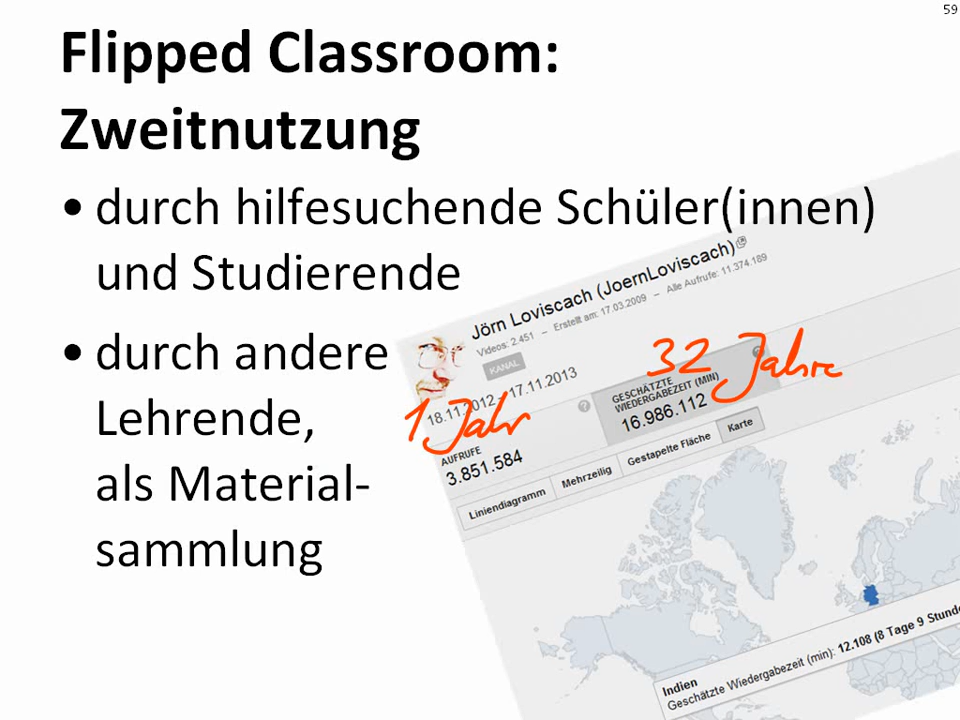 59
Flipped Classroom:
Zweitnutzung
• durch hilfesuchende Schüler(innen)
und Studierende
• durch andere
Lehrende,
als Material-
sammlung
Jörn Loviscach (JoernLoviscach)
Videos: 2.451 – Erstellt am: 17.03.2009 – Alle Aufrufe: 11.374.189
KANAL
18.11.2012 – 17.11.2013
1 Jahr
32 Jahre
AUFRUFE
3.851.584
?
GESCHÄTZTE
WIEDERGABEZEIT (MIN)
16.986.112
Liniendiagramm Mehrzeilig Gestapelte Fläche Karte
Indien
Geschätzte Wiedergabezeit (min): 12.108 (8 Tage 9 Stunde